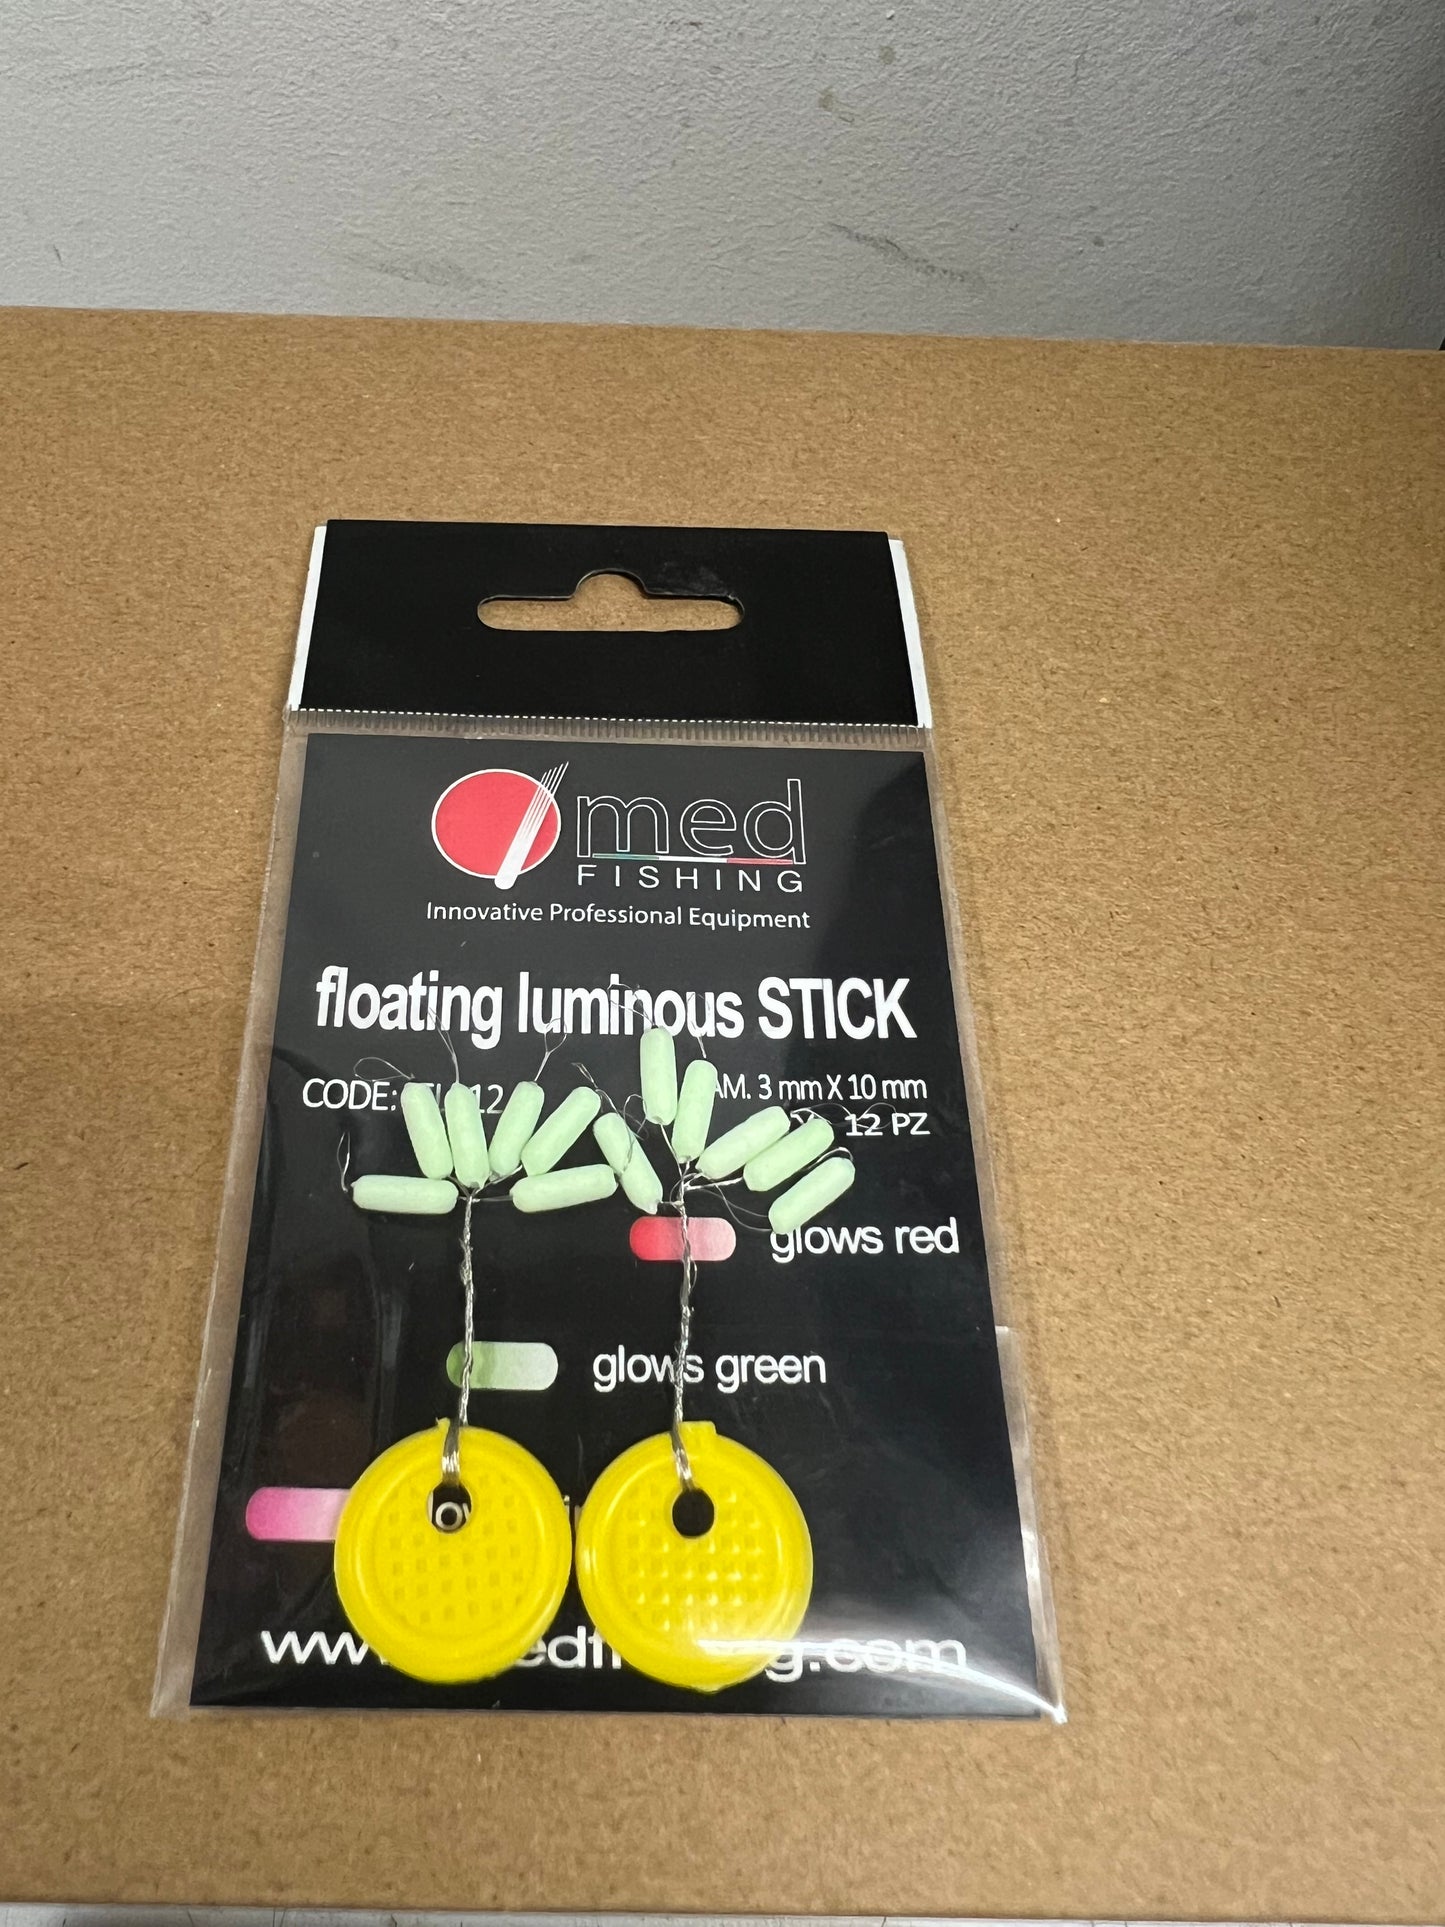 med
FISHING
Innovative Professional Equipment
floating luminous STICK
CODE:
3 mm X 10 mm
12 PZ
glows red
glows green